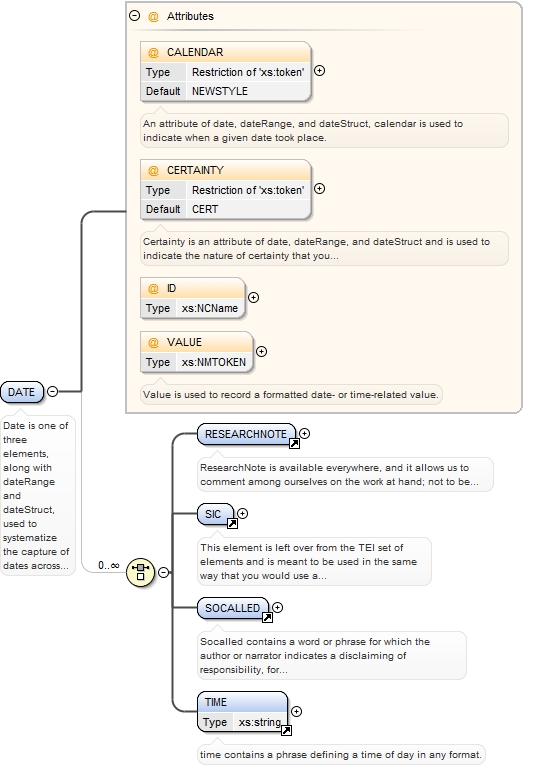 @ Attributes
@ CALENDAR
Type Restriction of 'xs:token'
Default NEWSTYLE
An attribute of date, dateRange, and dateStruct, calendar is used to
indicate when a given date took place.
@ CERTAINTY
Type Restriction of 'xs:token'
Default CERT
Certainty is an attribute of date, dateRange, and dateStruct and is used to
indicate the nature of certainty that you...
@ ID
Type xs:NCName
@ VALUE
Type xs:NMTOKEN
Value is used to record a formatted date- or time-related value.
DATE
Date is one of
three
elements,
along with
dateRange
and
dateStruct,
used to
systematize
the capture of
dates across...
0..∞
RESEARCHNOTE
ResearchNote is available everywhere, and it allows us to
comment among ourselves on the work at hand; not to be...
SIC
This element is left over from the TEI set of
elements and is meant to be used in the same
way that you would use a...
SOCALLED
Socalled contains a word or phrase for which the
author or narrator indicates a disclaiming of
responsibility, for...
TIME
Type xs:string
time contains a phrase defining a time of day in any format.